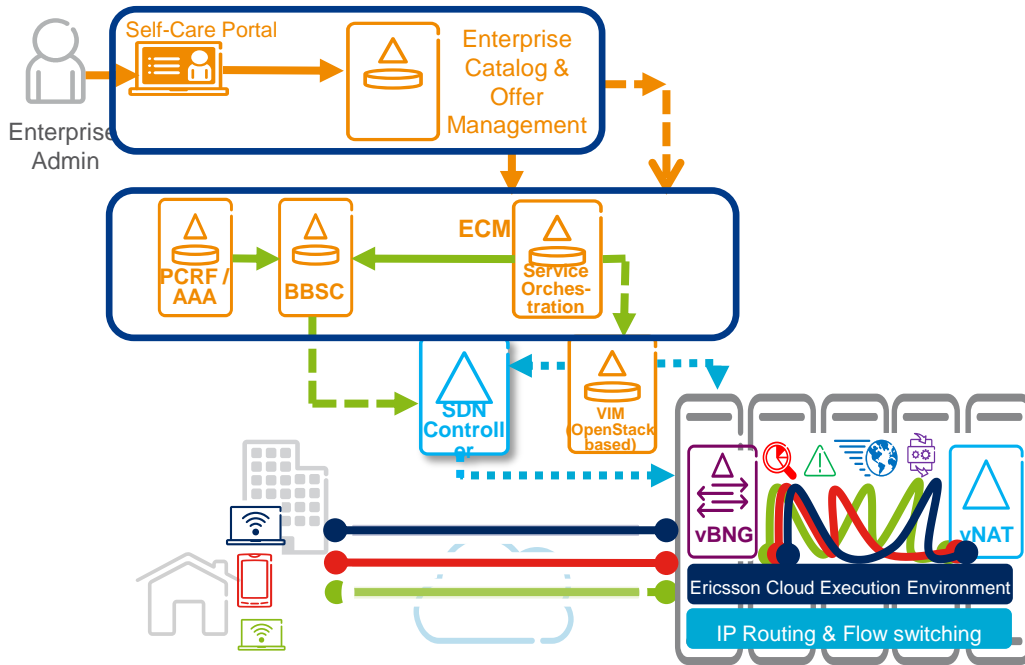 Self-Care Portal
Enterprise
Catalog &
Offer
Management
Enterprise
Admin
ECM
PCRF /
AAA
BBSC
Service
Orches-
tration
SDN
Controll
er
VIM
(OpenStack
based)
vBNG
vNAT
Ericsson Cloud Execution Environment
IP Routing & Flow switching